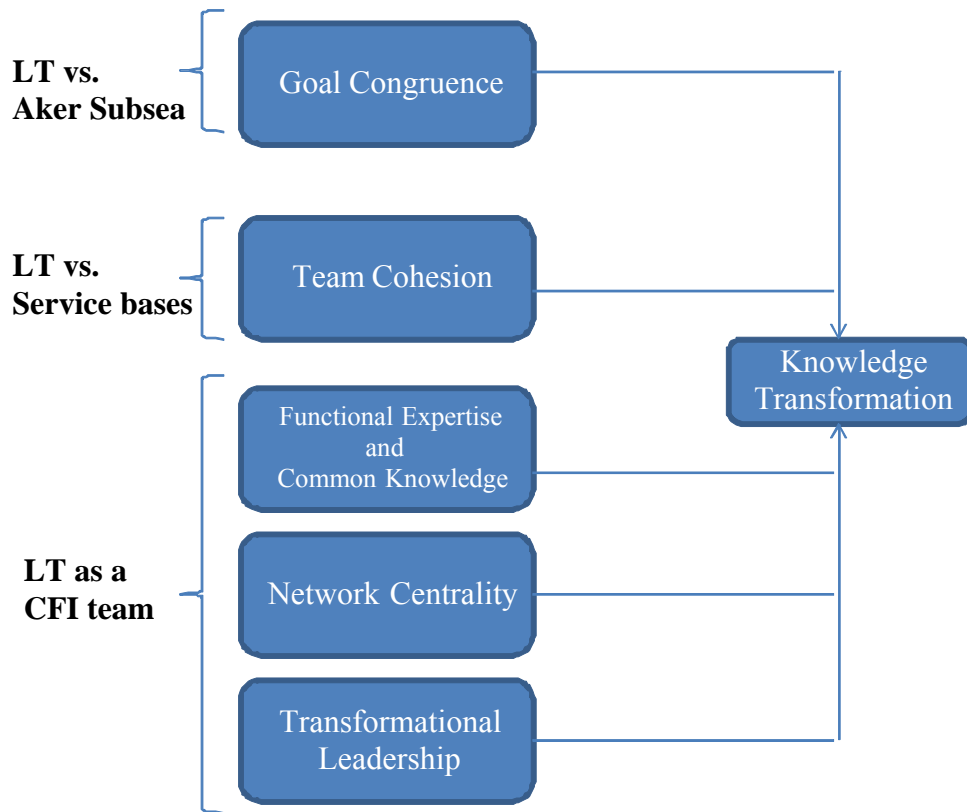 LT vs.
Aker Subsea
Goal Congruence
LT vs.
Service bases
Team Cohesion
Knowledge
Transformation
LT as a
CFI team
Functional Expertise
and
Common Knowledge
Network Centrality
Transformational
Leadership